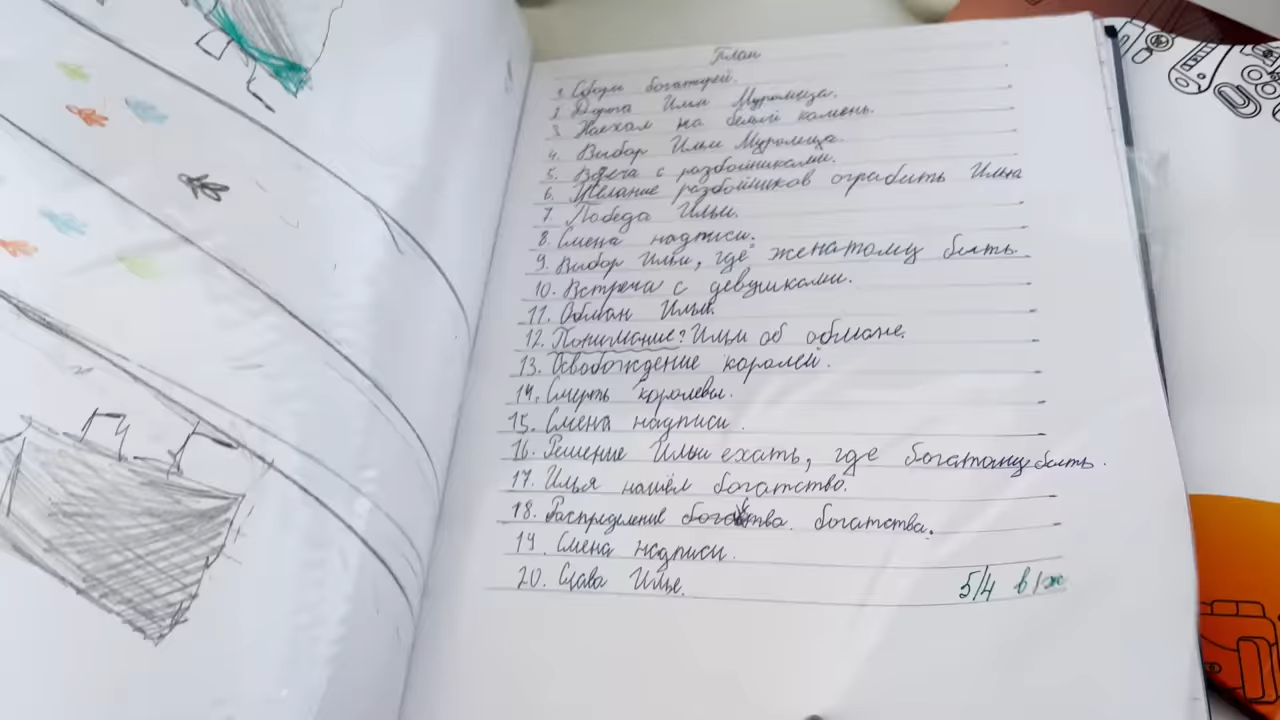 План
1. Сборы богатырей.
2. Дорога Ильи Муромица.
3. Наехал на белый камень.
4. Выбор Ильи Муромица.
5. Встеча с разбойниками.
6. Желание разбойников ограбить Илью
7. Победа Ильи.
8. Смена надписи.
9. Выбор Ильи, где женатому быть.
10. Встреча с девушками.
11. Обман Ильи.
12. Понимание? Ильи об обмане.
13. Освобождение королей.
14. Смерть королевы.
15. Смена надписи.
16. Решение Ильи ехать, где богатому быть.
17. Илья нашёл богатство.
18. Распределение богатства. богатства.
19. Смена надписи.
20. Слава Илье.
5/4 в/ж